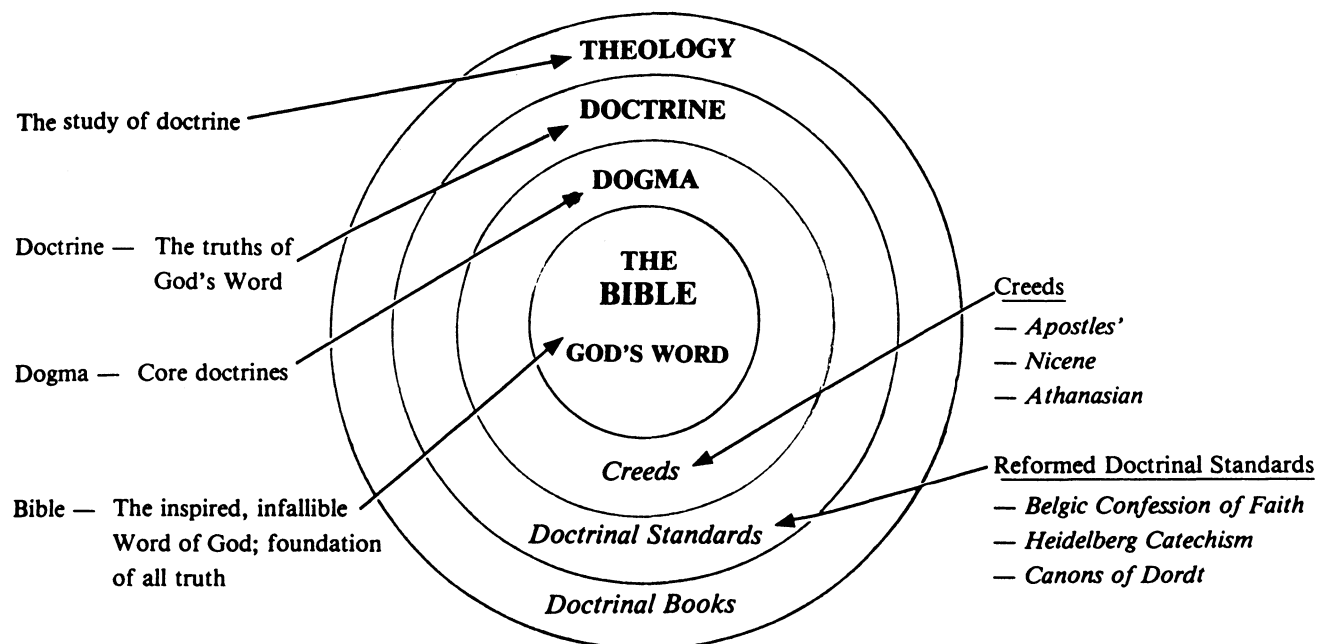 THEOLOGY
The study of doctrine
DOCTRINE
DOGMA
Doctrine — The truths of
God's Word
THE
BIBLE
GOD'S WORD
Dogma — Core doctrines
Creeds
— Apostles'
— Nicene
— Athanasian
Creeds
Bible — The inspired, infallible
Word of God; foundation
of all truth
Reformed Doctrinal Standards
— Belgic Confession of Faith
— Heidelberg Catechism
— Canons of Dordt
Doctrinal Standards
Doctrinal Books